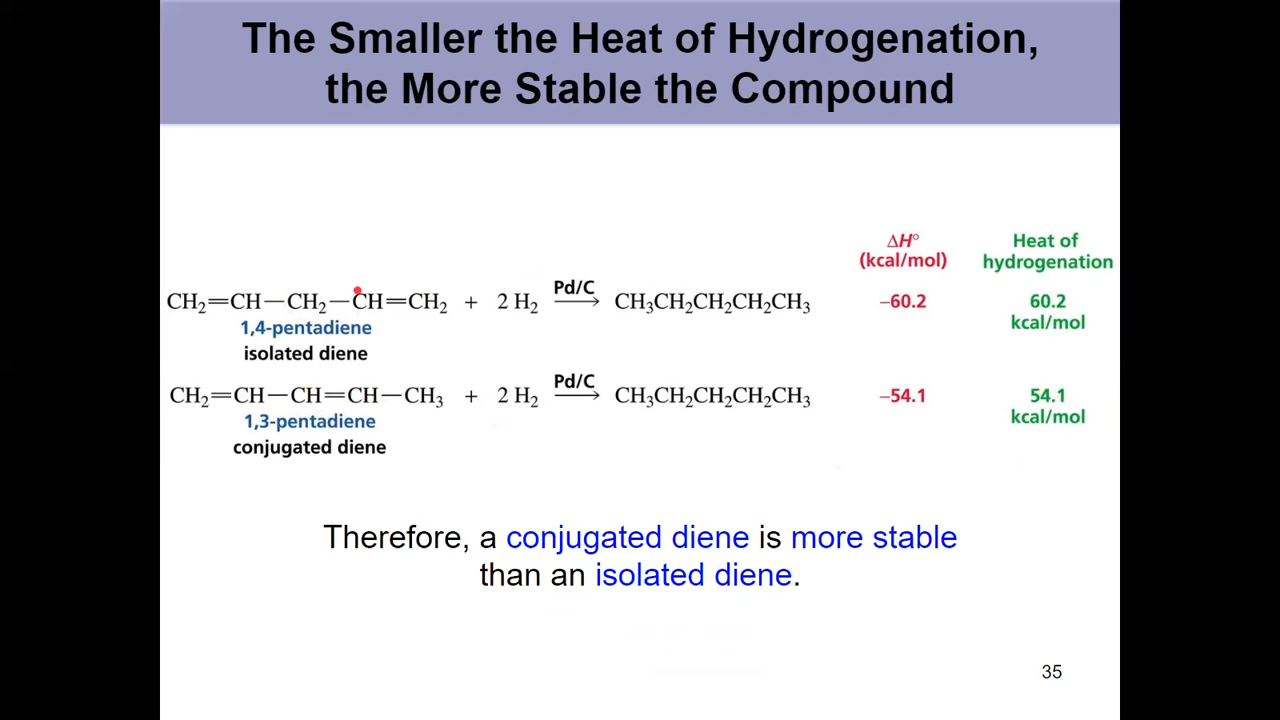 The Smaller the Heat of Hydrogenation,
the More Stable the Compound
ΔH° Heat of
(kcal/mol) hydrogenation
CH₂=CH—CH₂—CH=CH₂ + 2 H₂ Pd/C CH₃CH₂CH₂CH₂CH₃ –60.2 60.2
kcal/mol
1,4-pentadiene
isolated diene
CH₂=CH—CH=CH—CH₃ + 2 H₂ Pd/C CH₃CH₂CH₂CH₂CH₃ –54.1 54.1
kcal/mol
1,3-pentadiene
conjugated diene
Therefore, a conjugated diene is more stable
than an isolated diene.
35